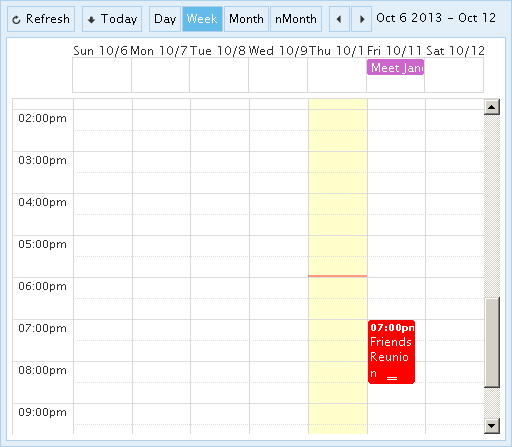 Refresh Today Day Week Month nMonth Oct 6 2013 - Oct 12
Sun 10/6 Mon 10/7 Tue 10/8 Wed 10/9 Thu 10/1 Fri 10/11 Sat 10/12
Meet Jan
02:00pm
03:00pm
04:00pm
05:00pm
06:00pm
07:00pm 07:00pm
Friends
Reunio
n
08:00pm
09:00pm